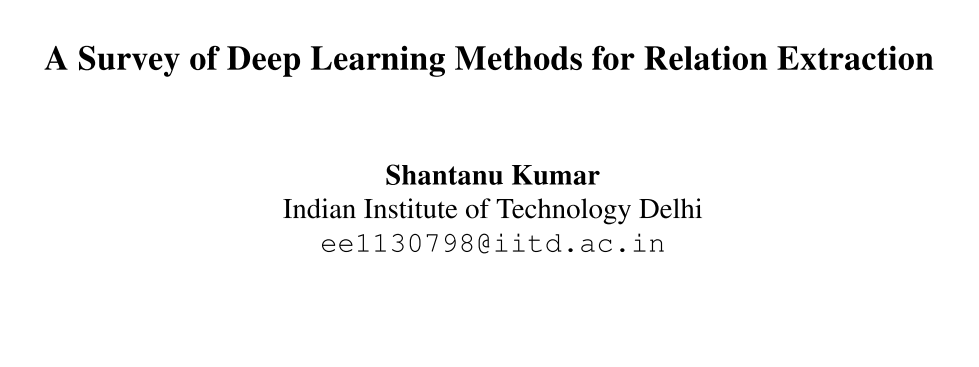 A Survey of Deep Learning Methods for Relation Extraction
Shantanu Kumar
Indian Institute of Technology Delhi
ee1130798@iitd.ac.in